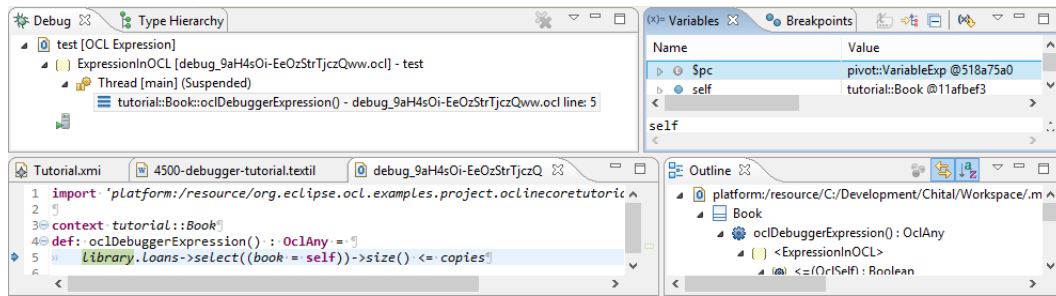 Debug
Type Hierarchy
test [OCL Expression]
ExpressionInOCL [debug_9aH4sOi-EeOzStrTjczQww.ocl] - test
Thread [main] (Suspended)
tutorial::Book::oclDebuggerExpression() - debug_9aH4sOi-EeOzStrTjczQww.ocl line: 5
(x)= Variables
Breakpoints
Name Value
$pc pivot::VariableExp @518a75a0
self tutorial::Book @11afbef3
self
Tutorial.xmi
4500-debugger-tutorial.textil
debug_9aH4sOi-EeOzStrTjczQ
1 import 'platform:/resource/org.eclipse.ocl.examples.project.oclinecoretutoria
2
3 context tutorial::Book
4 def: oclDebuggerExpression() : OclAny =
5 library.loans->select((book = self))->size() <= copies
6
Outline
platform:/resource/C:/Development/Chital/Workspace/.m
Book
oclDebuggerExpression() : OclAny
<ExpressionInOCL>
<=(OclSelf) : Boolean